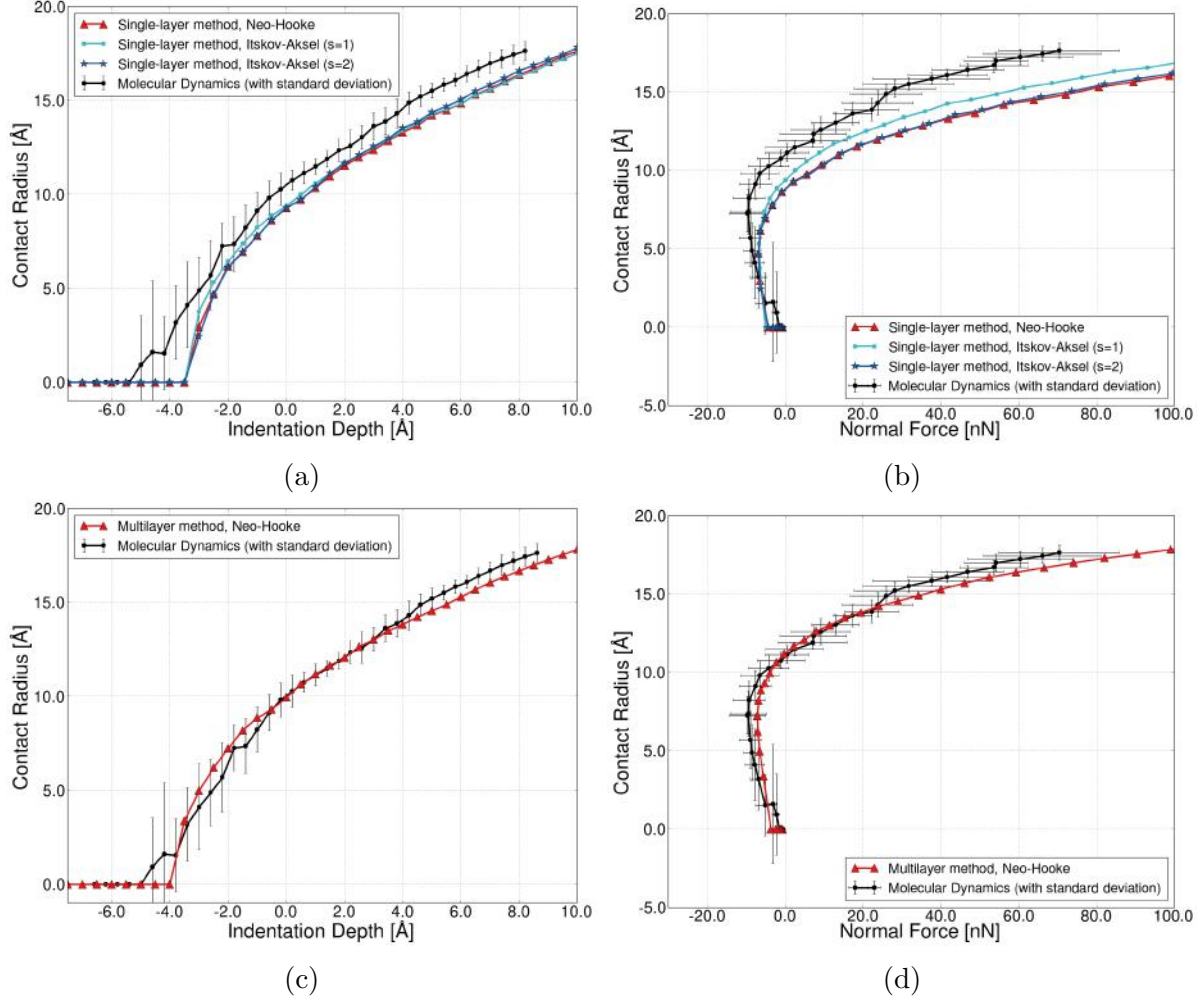 20.0
15.0
10.0
5.0
0.0
Contact Radius [Å]
Single-layer method, Neo-Hooke
Single-layer method, Itskov-Aksel (s=1)
Single-layer method, Itskov-Aksel (s=2)
Molecular Dynamics (with standard deviation)
-6.0 -4.0 -2.0 0.0 2.0 4.0 6.0 8.0 10.0
Indentation Depth [Å]
(a)
20.0
15.0
10.0
5.0
0.0
-5.0
Contact Radius [Å]
Single-layer method, Neo-Hooke
Single-layer method, Itskov-Aksel (s=1)
Single-layer method, Itskov-Aksel (s=2)
Molecular Dynamics (with standard deviation)
-20.0 0.0 20.0 40.0 60.0 80.0 100.0
Normal Force [nN]
(b)
20.0
15.0
10.0
5.0
0.0
Contact Radius [Å]
Multilayer method, Neo-Hooke
Molecular Dynamics (with standard deviation)
-6.0 -4.0 -2.0 0.0 2.0 4.0 6.0 8.0 10.0
Indentation Depth [Å]
(c)
20.0
15.0
10.0
5.0
0.0
-5.0
Contact Radius [Å]
Multilayer method, Neo-Hooke
Molecular Dynamics (with standard deviation)
-20.0 0.0 20.0 40.0 60.0 80.0 100.0
Normal Force [nN]
(d)